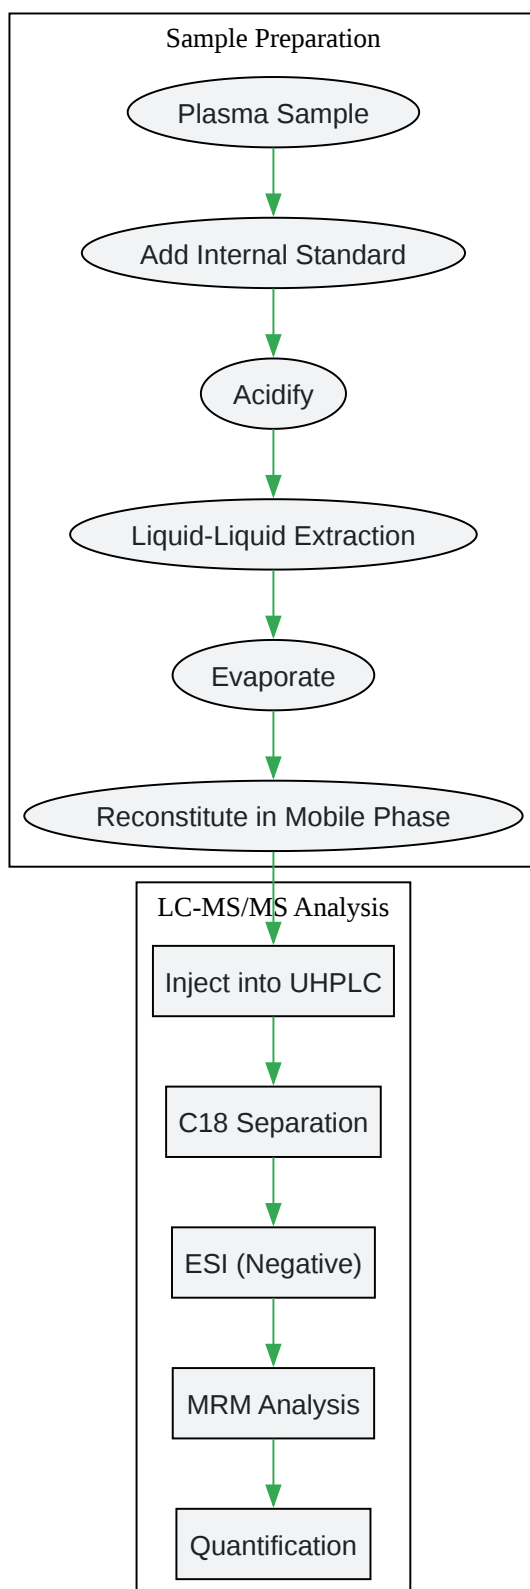 Sample Preparation
Plasma Sample
Add Internal Standard
Acidify
Liquid-Liquid Extraction
Evaporate
Reconstitute in Mobile Phase
LC-MS/MS Analysis
Inject into UHPLC
C18 Separation
ESI (Negative)
MRM Analysis
Quantification